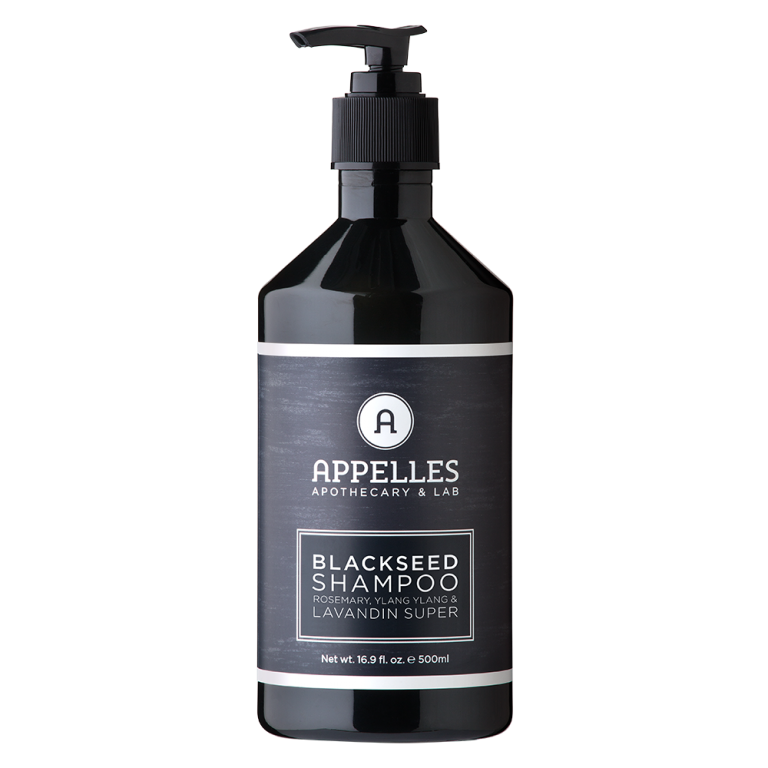 A
APPELLES
APOTHECARY & LAB
BLACKSEED
SHAMPOO
ROSEMARY, YLANG YLANG &
LAVANDIN SUPER
Net wt. 16.9 fl. oz. ℮ 500ml